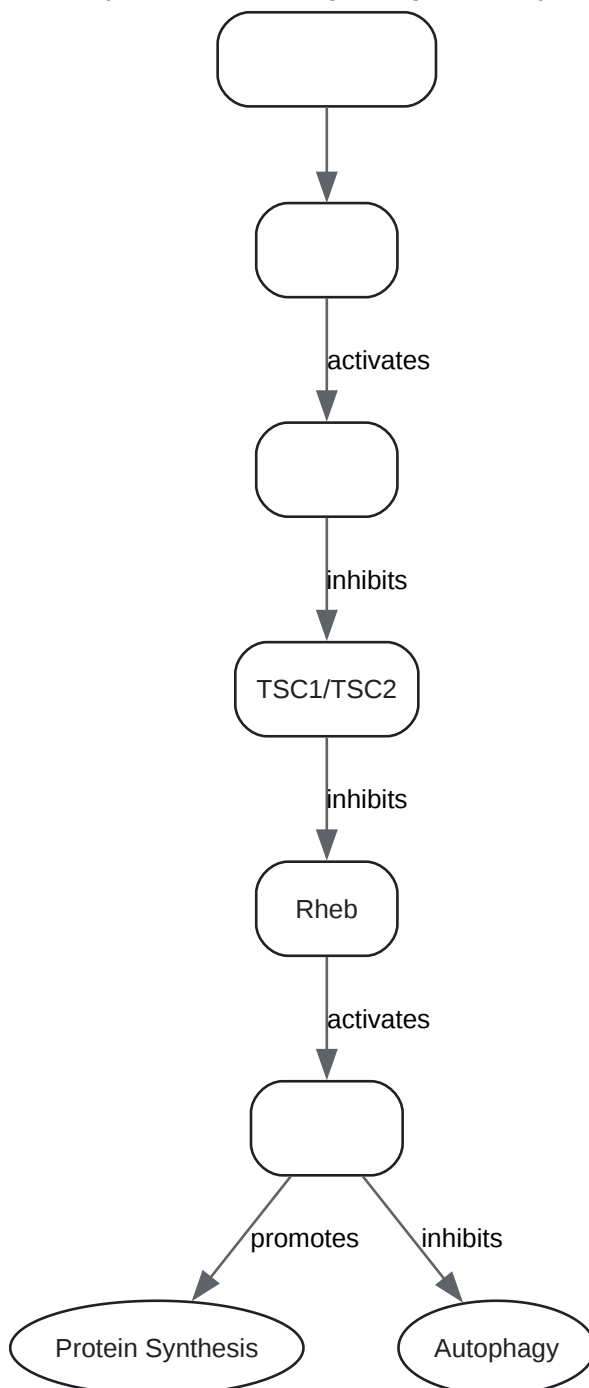 activates
inhibits
TSC1/TSC2
inhibits
Rheb
activates
promotes
inhibits
Protein Synthesis
Autophagy